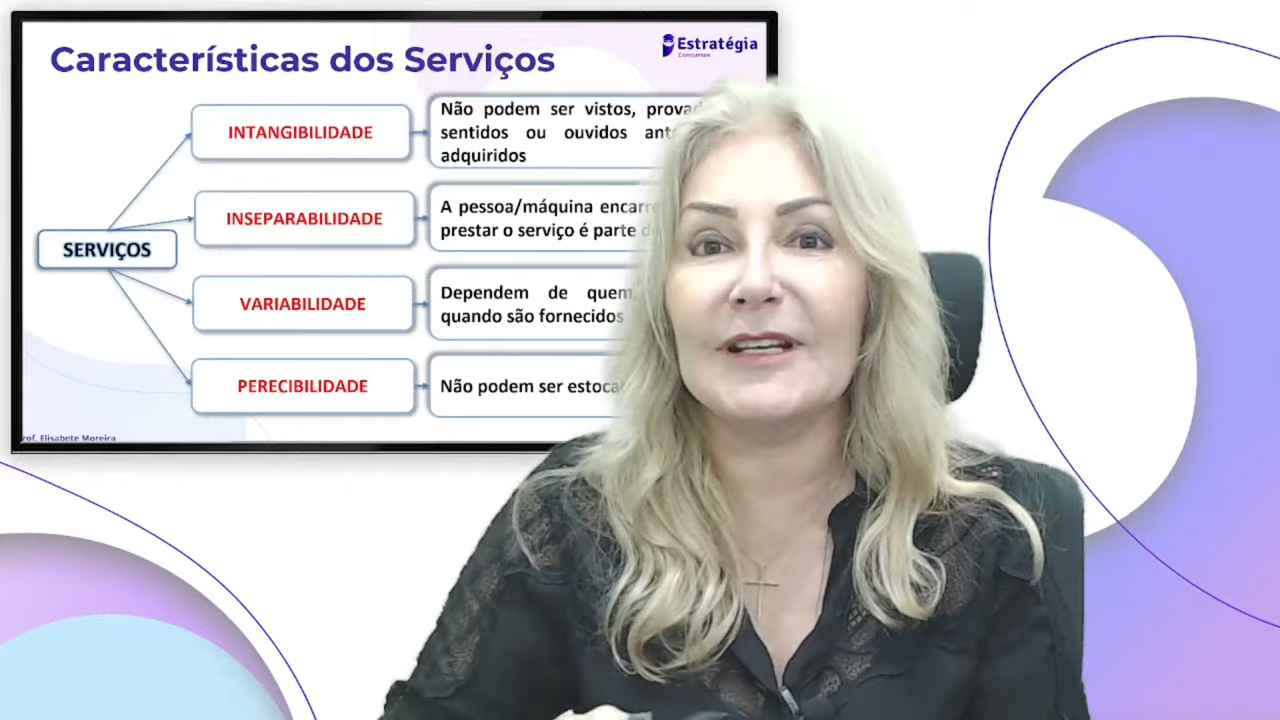 Características dos Serviços
Estratégia
Concursos
INTANGIBILIDADE
Não podem ser vistos,
sentidos ou ouvidos
adquiridos
INSEPARABILIDADE
A pessoa/máquina
prestar o serviço é parte
SERVIÇOS
VARIABILIDADE
Dependem de quem
quando são fornecidos
PERECIBILIDADE
Não podem ser
rof. Elisabete Moreira